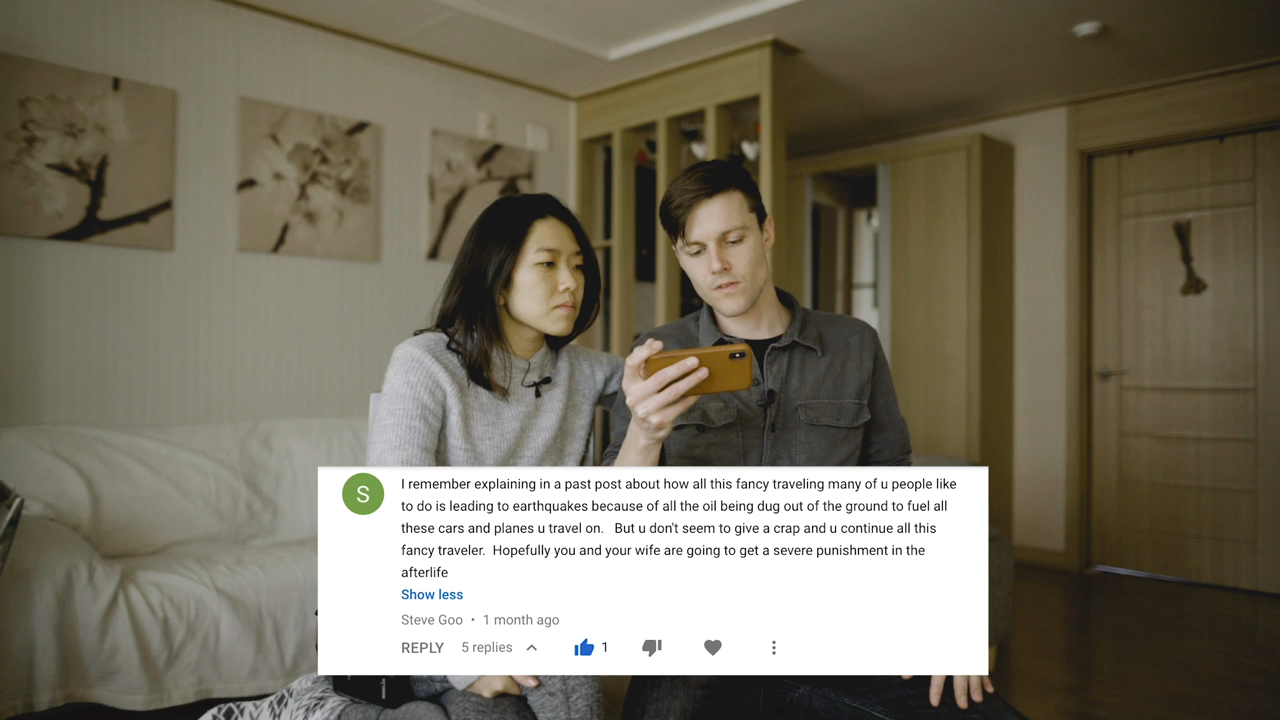 S
I remember explaining in a past post about how all this fancy traveling many of u people like
to do is leading to earthquakes because of all the oil being dug out of the ground to fuel all
these cars and planes u travel on.   But u don't seem to give a crap and u continue all this
fancy traveler.  Hopefully you and your wife are going to get a severe punishment in the
afterlife
Show less
Steve Goo • 1 month ago
REPLY 5 replies 1